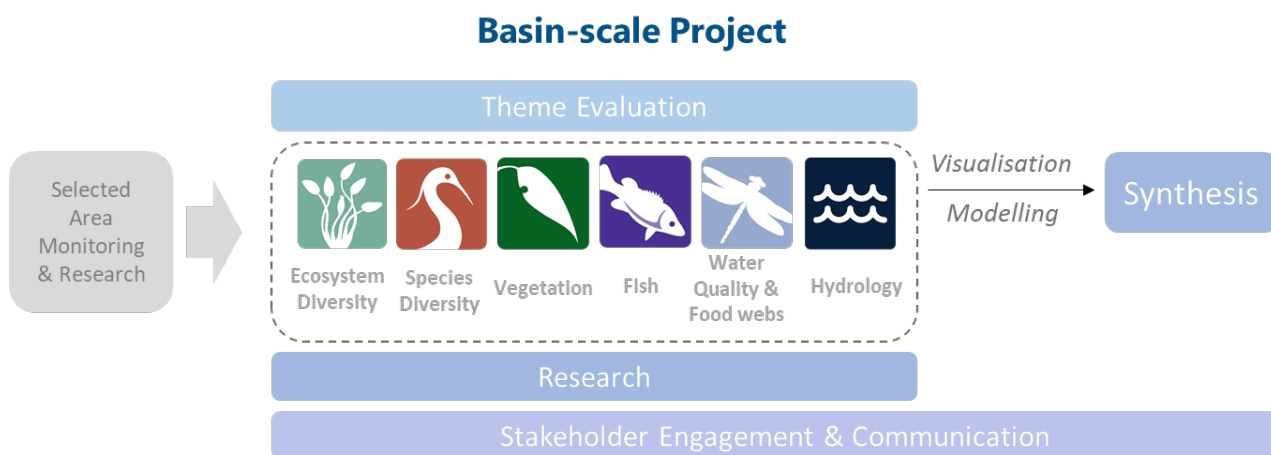 Basin-scale Project
Theme Evaluation
Selected
Area
Monitoring
& Research
Ecosystem
Diversity
Species
Diversity
Vegetation
Fish
Water
Quality &
Food webs
Hydrology
Visualisation
Modelling
Synthesis
Research
Stakeholder Engagement & Communication